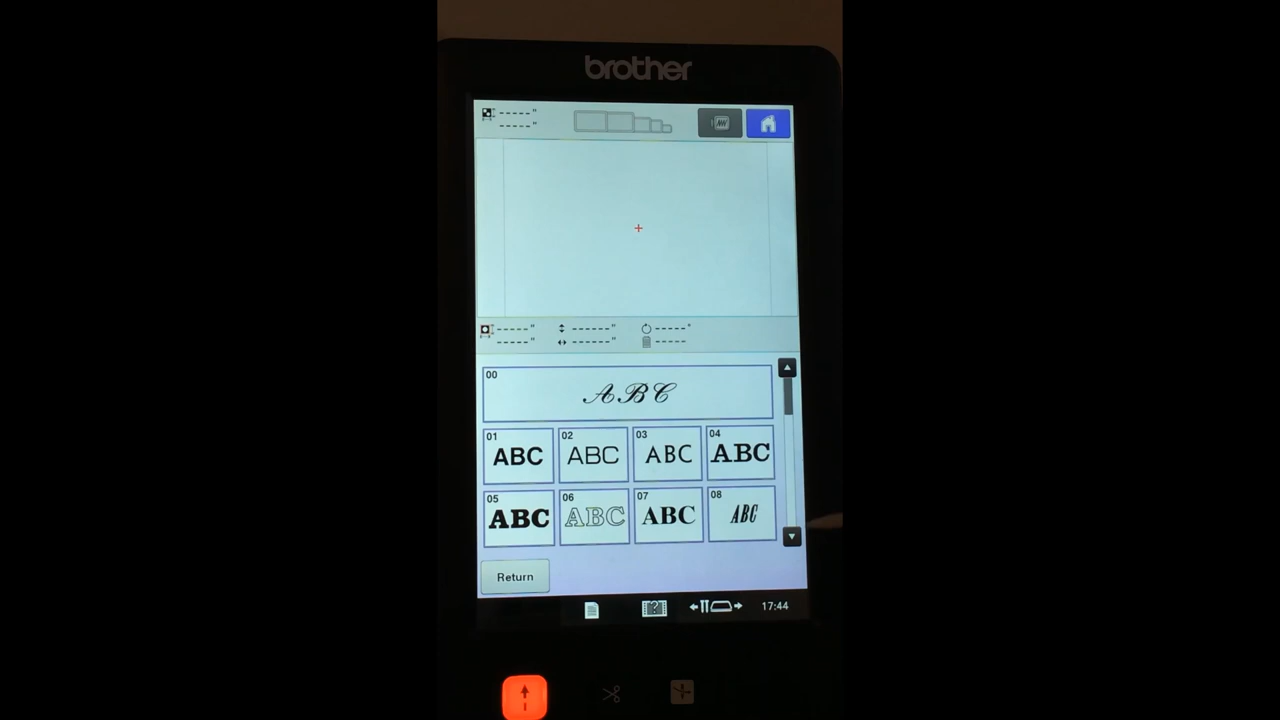 brother
-----"
-----"
-----" ------" -----°
-----" ------" -----
00
ABC
01 02 03 04
ABC ABC ABC ABC
05 06 07 08
ABC ABC ABC ABC
Return
17:44